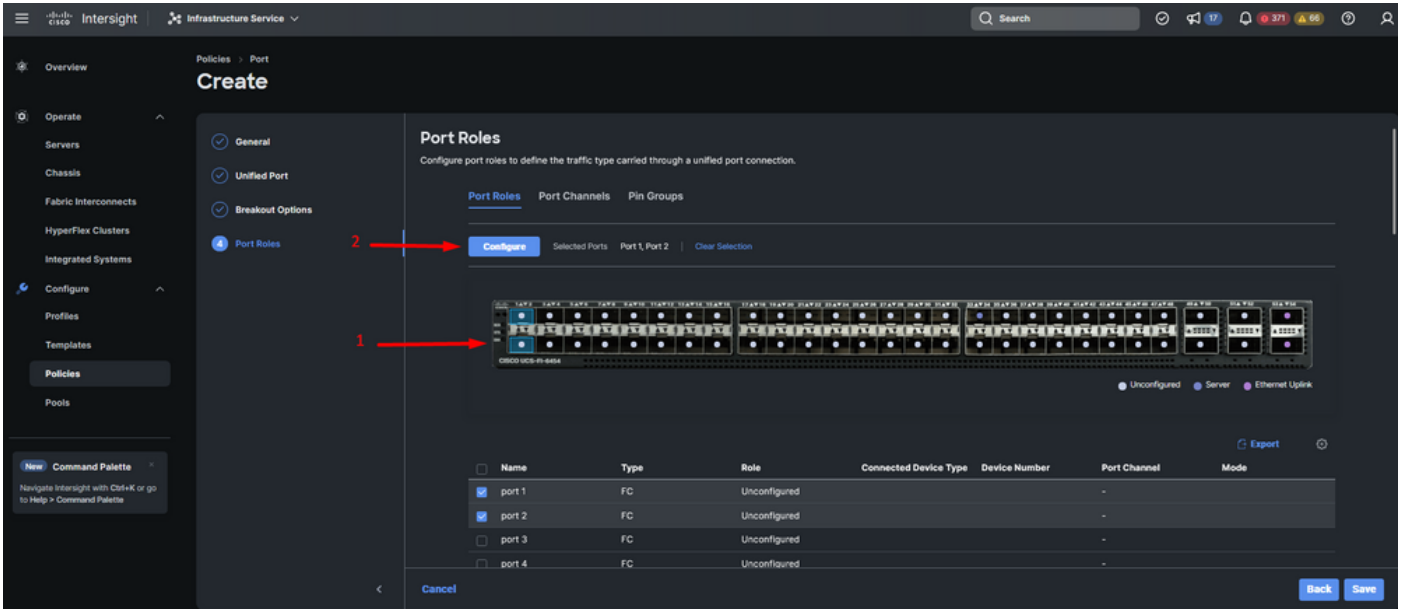 cisco Intersight Infrastructure Service Search 17 371 66
Policies > Port
Create
Overview
Operate
Servers
Chassis
Fabric Interconnects
HyperFlex Clusters
Integrated Systems
Configure
Profiles
Templates
Policies
Pools
New Command Palette
Navigate Intersight with Ctrl+K or go
to Help > Command Palette
General
Unified Port
Breakout Options
4 Port Roles
Port Roles
Configure port roles to define the traffic type carried through a unified port connection.
Port Roles Port Channels Pin Groups
2
Configure Selected Ports Port 1, Port 2 | Clear Selection
1
CISCO UCS-FI-6454
Unconfigured Server Ethernet Uplink
Export
Name Type Role Connected Device Type Device Number Port Channel Mode
port 1 FC Unconfigured -
port 2 FC Unconfigured -
port 3 FC Unconfigured -
port 4 FC Unconfigured -
Cancel Back Save